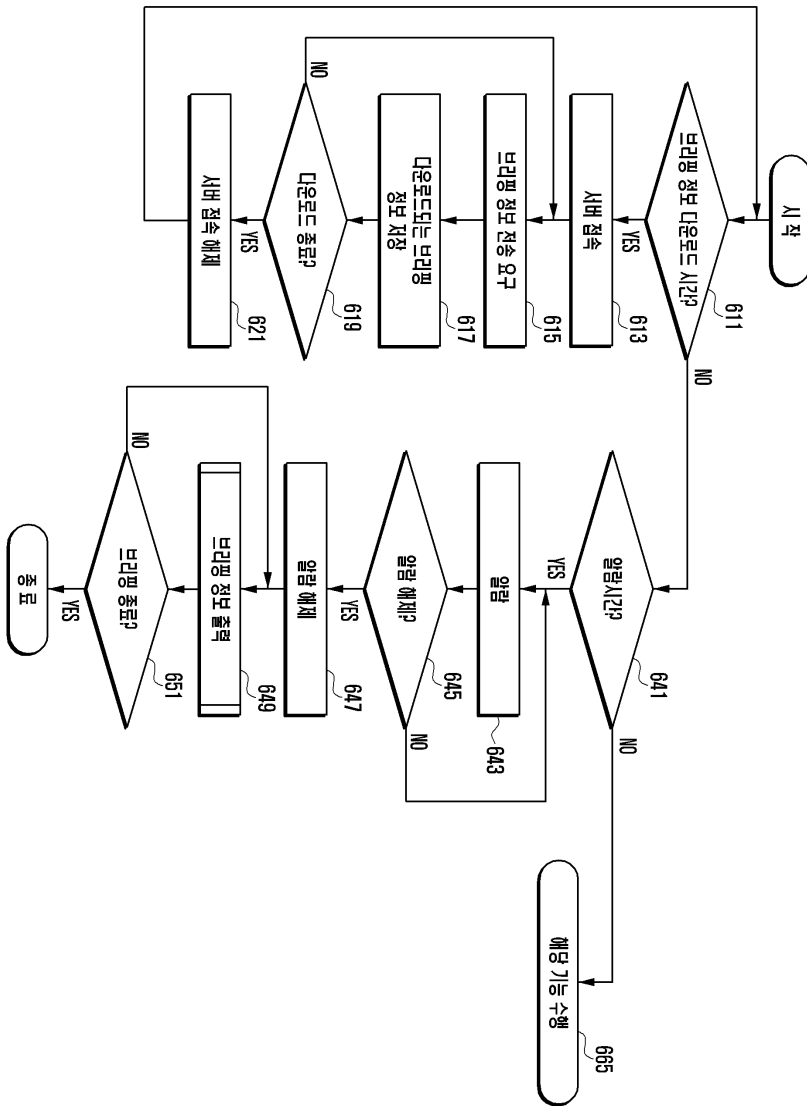 시 작
브리핑 정보 다운로드 시간?
611
YES
NO
서버 접속
613
브리핑 정보 전송 요구
615
다운로드되는 브리핑
정보 저장
617
다운로드 종료?
619
NO
YES
서버 접속 해제
621
알람시간?
641
YES
NO
알람
643
알람 해제?
645
YES
NO
알람 해제
647
브리핑 정보 출력
649
브리핑 종료?
651
NO
YES
종 료
해당 기능 수행
665